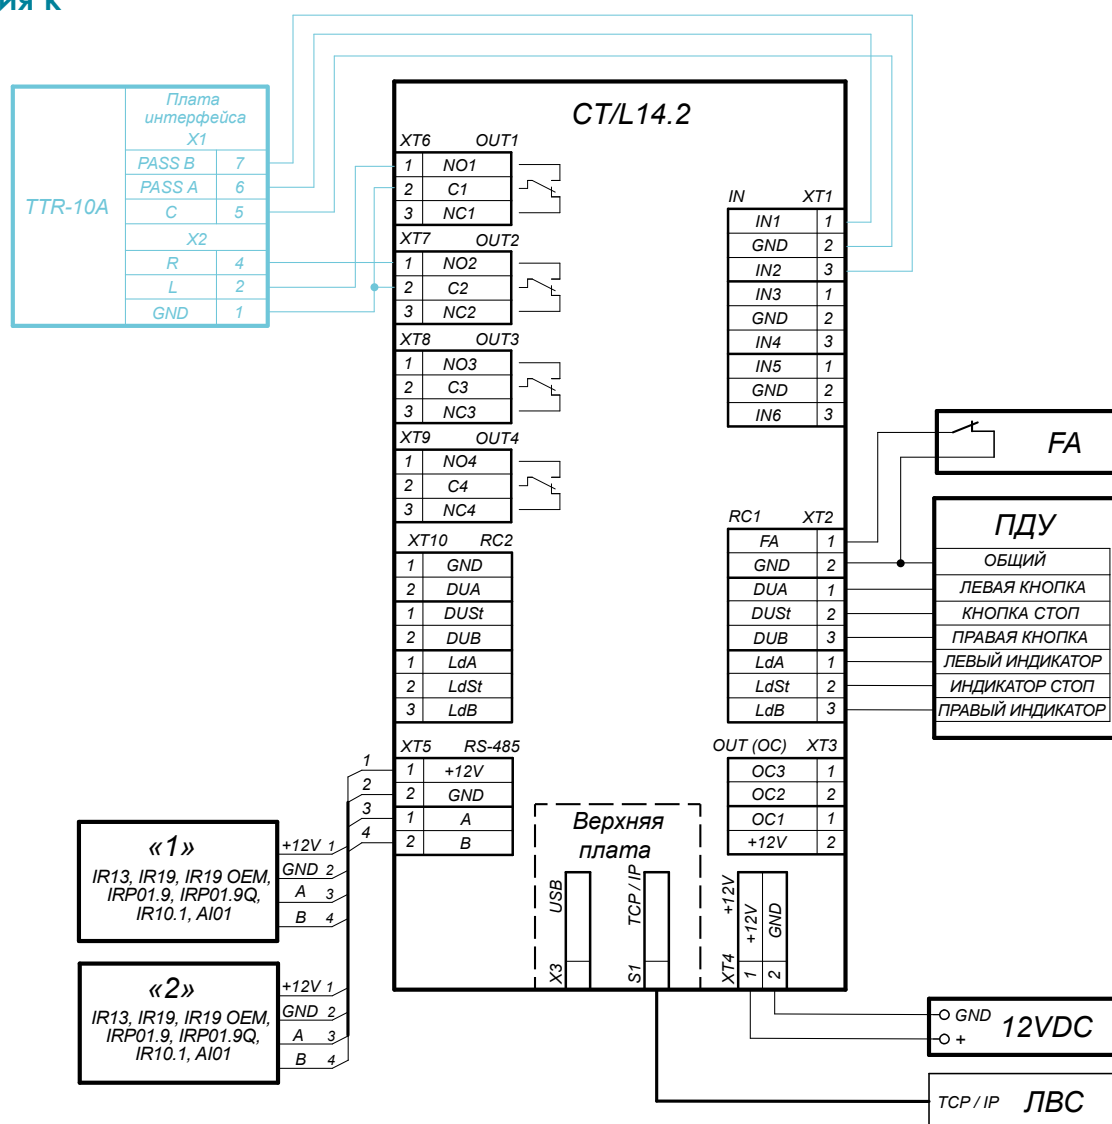 ия к
TTR-10A
Плата
интерфейса
X1
PASS B 7
PASS A 6
C 5
X2
R 4
L 2
GND 1
CT/L14.2
XT6 OUT1
1 NO1
2 C1
3 NC1
XT7 OUT2
1 NO2
2 C2
3 NC2
XT8 OUT3
1 NO3
2 C3
3 NC3
XT9 OUT4
1 NO4
2 C4
3 NC4
XT10 RC2
1 GND
2 DUA
1 DUSt
2 DUB
1 LdA
2 LdSt
3 LdB
XT5 RS-485
1 1 +12V
2 2 GND
3 1 A
4 2 B
IN XT1
IN1 1
GND 2
IN2 3
IN3 1
GND 2
IN4 3
IN5 1
GND 2
IN6 3
RC1 XT2
FA 1
GND 2
DUA 1
DUSt 2
DUB 3
LdA 1
LdSt 2
LdB 3
OUT (OC) XT3
OC3 1
OC2 2
OC1 1
+12V 2
FA
ПДУ
ОБЩИЙ
ЛЕВАЯ КНОПКА
КНОПКА СТОП
ПРАВАЯ КНОПКА
ЛЕВЫЙ ИНДИКАТОР
ИНДИКАТОР СТОП
ПРАВЫЙ ИНДИКАТОР
Верхняя
плата
X3 USB
S1 TCP / IP
XT4 +12V
1 +12V
2 GND
«1»
IR13, IR19, IR19 OEM,
IRP01.9, IRP01.9Q,
IR10.1, AI01
+12V 1
GND 2
A 3
B 4
«2»
IR13, IR19, IR19 OEM,
IRP01.9, IRP01.9Q,
IR10.1, AI01
+12V 1
GND 2
A 3
B 4
GND
+
12VDC
TCP / IP ЛВС